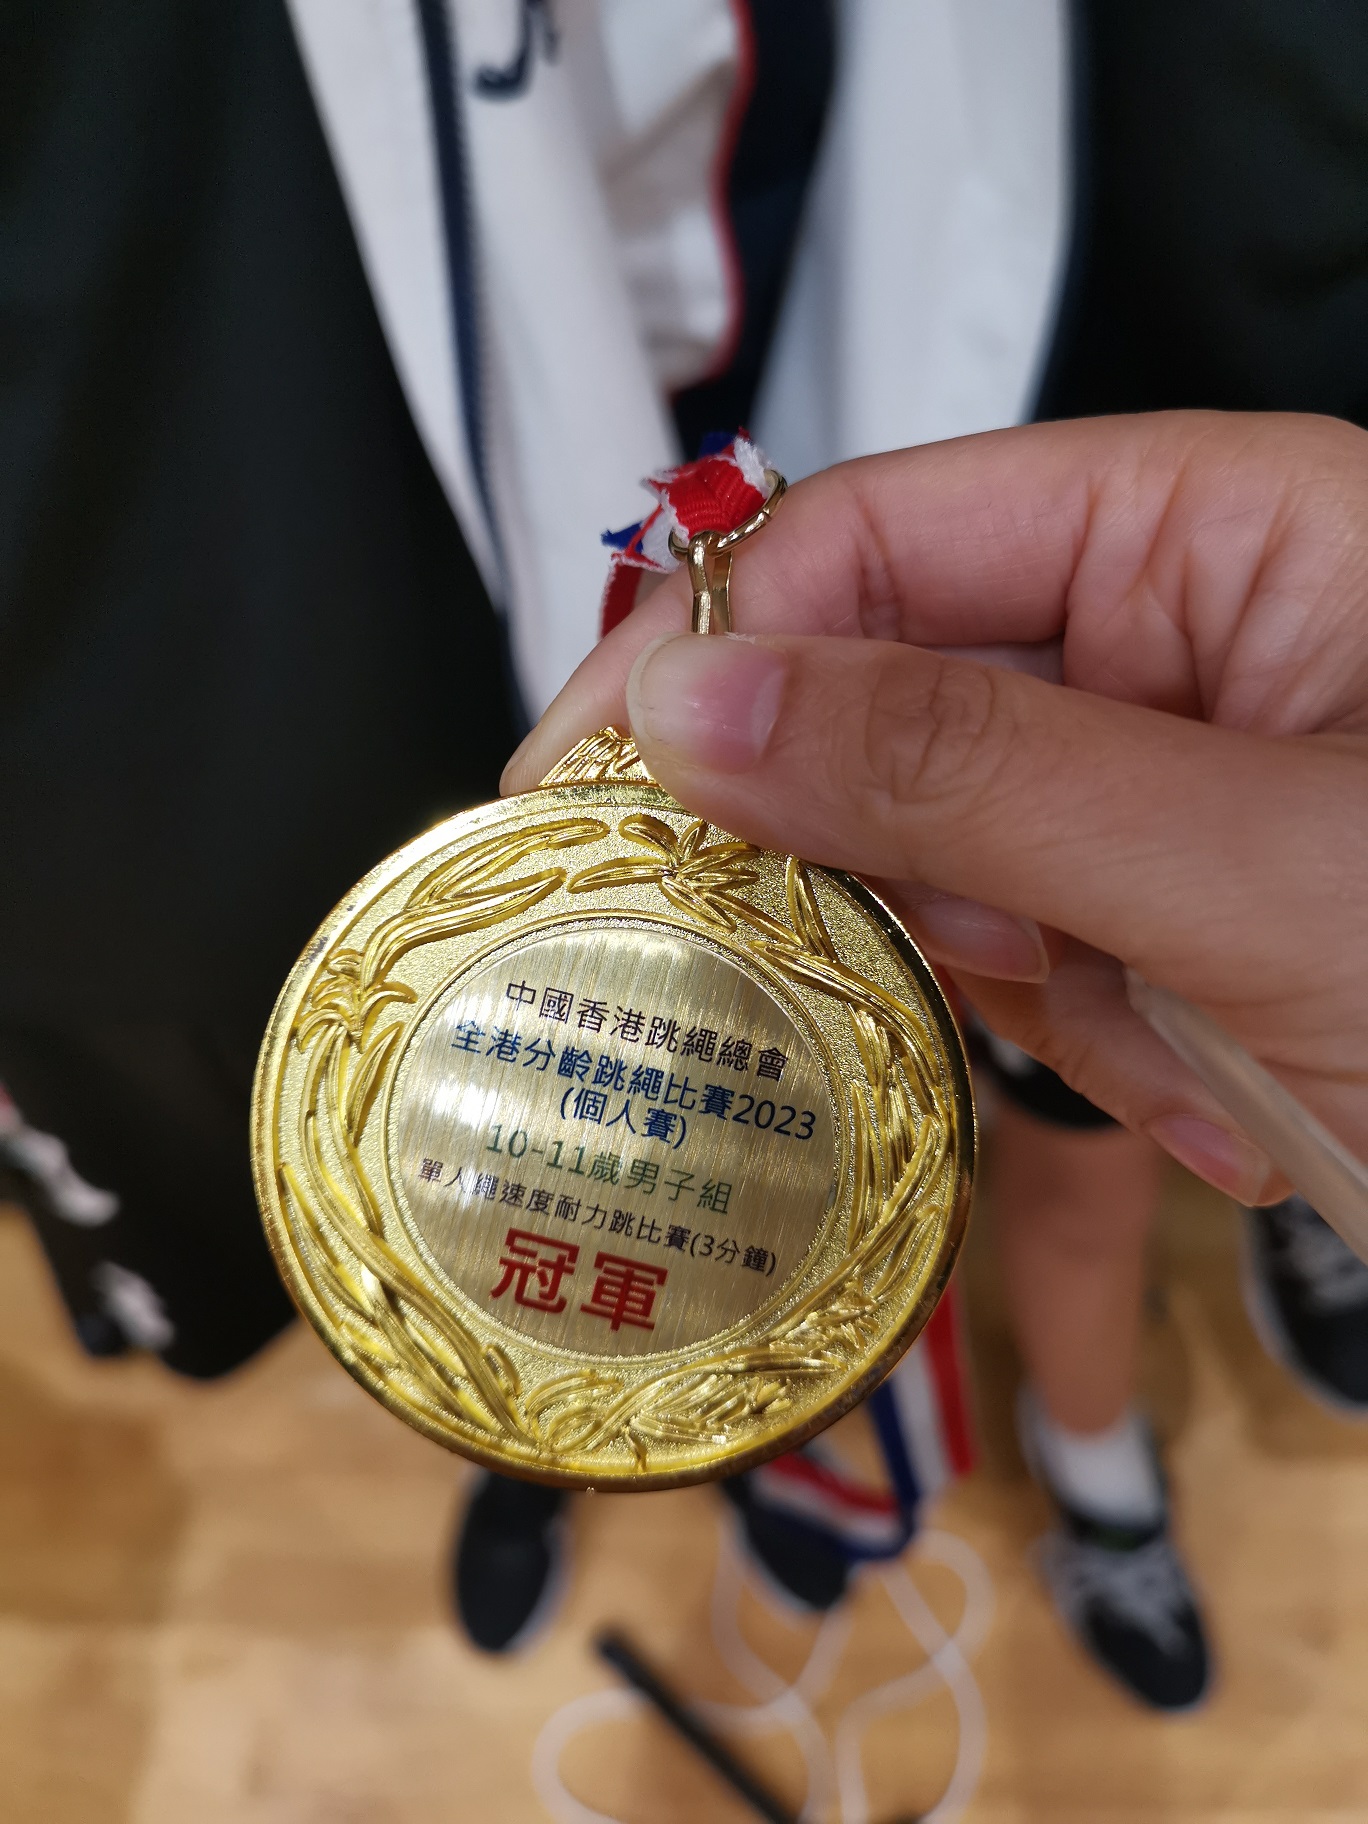 中國香港跳繩總會
全港分齡跳繩比賽2023
(個人賽)
10-11歲男子組
單人繩速度耐力跳比賽(3分鐘)
冠軍